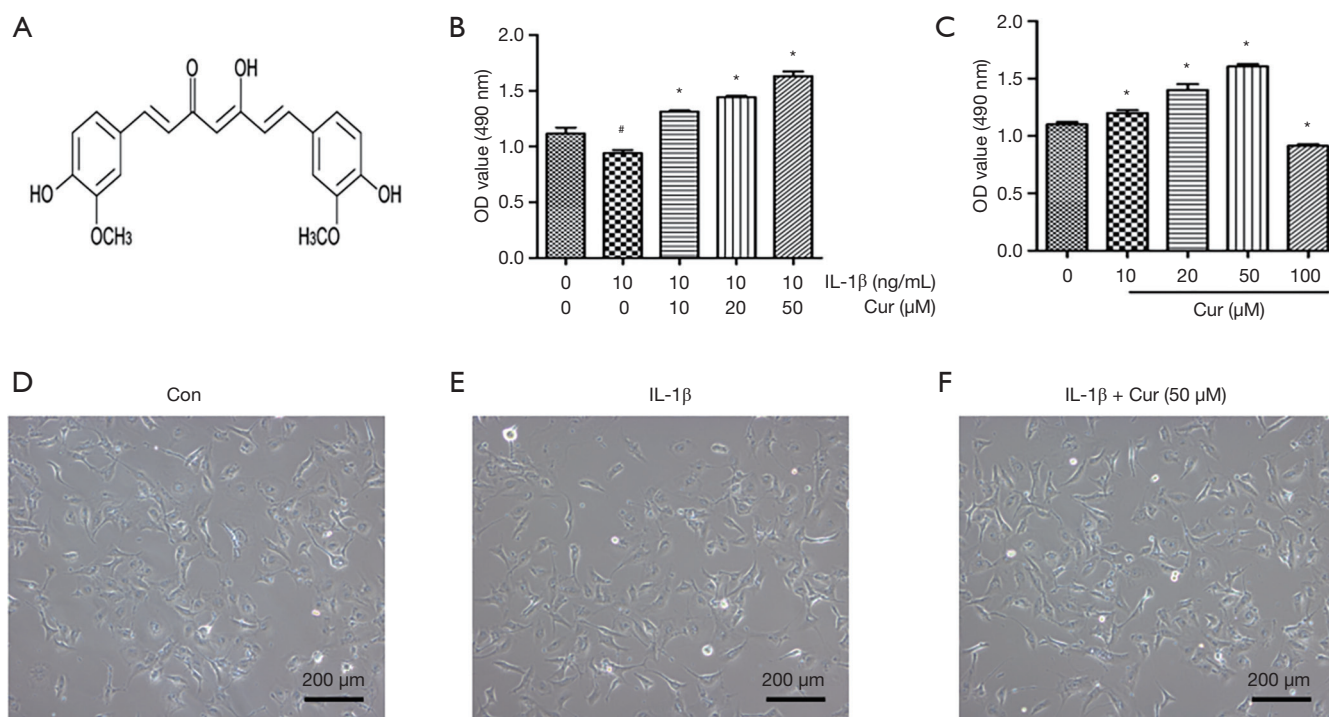 A
O
OH
HO
OCH3
H3CO
OH
B
OD value (490 nm)
2.0
1.5
1.0
0.5
0.0
#
*
*
*
0 10 10 10 10 IL-1β (ng/mL)
0 0 10 20 50 Cur (µM)
C
OD value (490 nm)
2.0
1.5
1.0
0.5
0.0
*
*
*
*
0 10 20 50 100
Cur (µM)
D
Con
200 µm
E
IL-1β
200 µm
F
IL-1β + Cur (50 µM)
200 µm